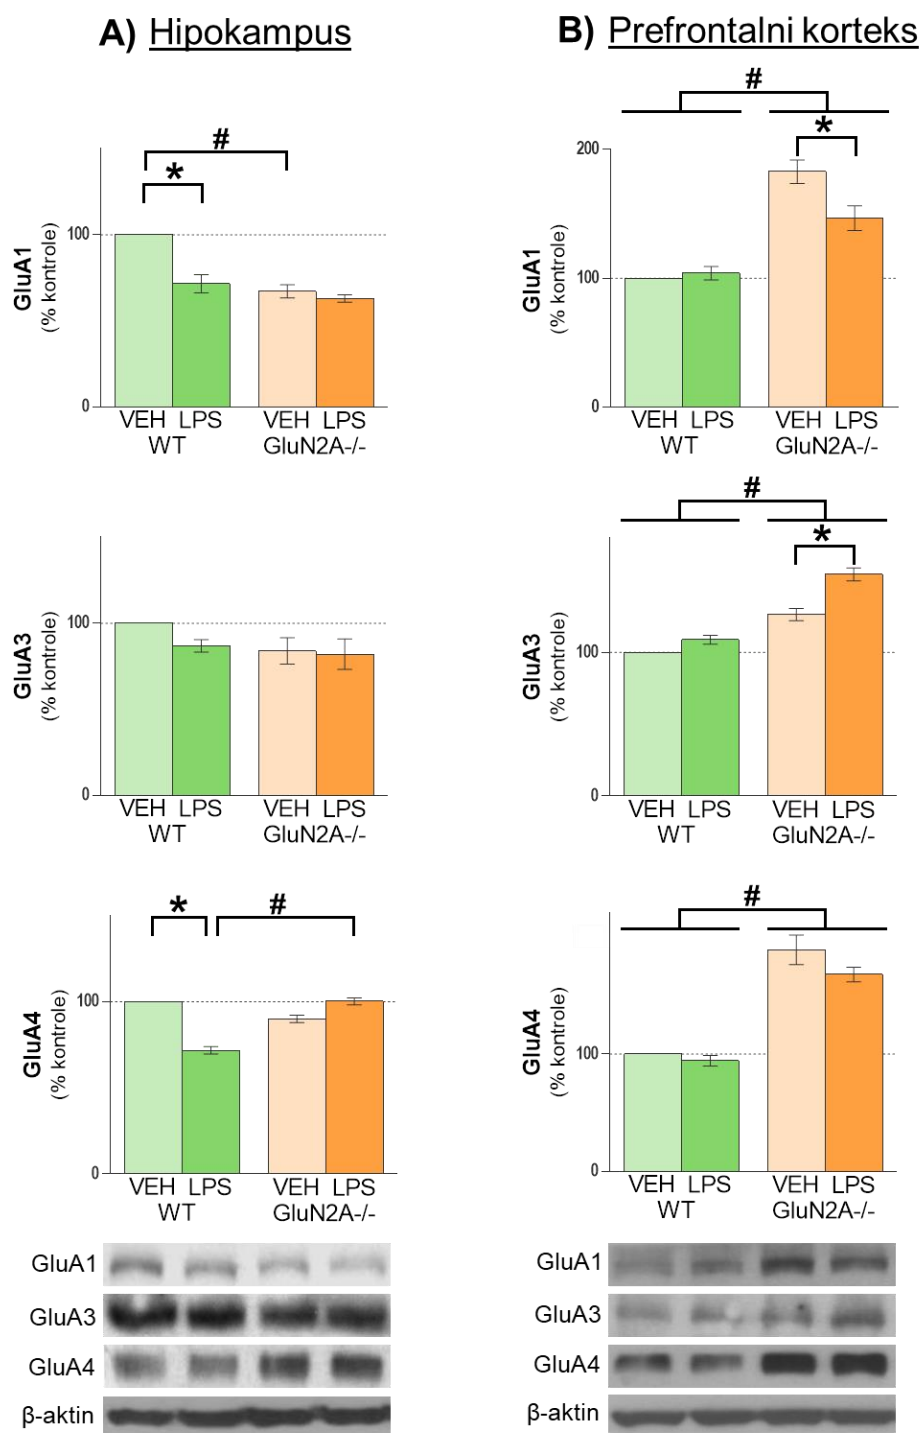 A) Hipokampus
#
*
GluA1
(% kontrole)
100
0
VEH LPS VEH LPS
WT GluN2A-/-
GluA3
(% kontrole)
100
0
VEH LPS VEH LPS
WT GluN2A-/-
* #
GluA4
(% kontrole)
100
0
VEH LPS VEH LPS
WT GluN2A-/-
GluA1
GluA3
GluA4
β-aktin
B) Prefrontalni korteks
#
*
GluA1
(% kontrole)
200
100
0
VEH LPS VEH LPS
WT GluN2A-/-
#
*
GluA3
(% kontrole)
100
0
VEH LPS VEH LPS
WT GluN2A-/-
#
GluA4
(% kontrole)
100
0
VEH LPS VEH LPS
WT GluN2A-/-
GluA1
GluA3
GluA4
β-aktin